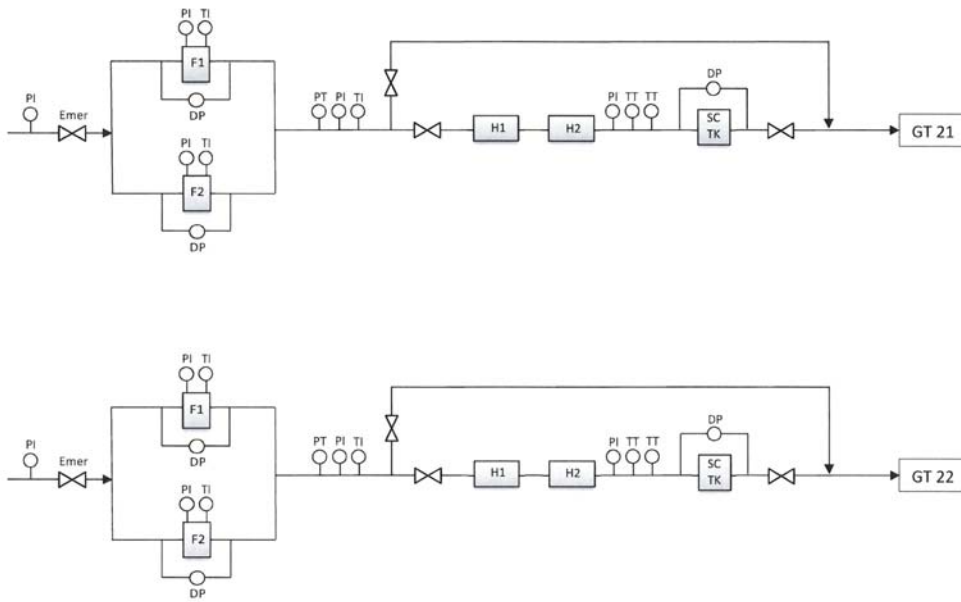 PI TI
F1
DP
PI
Emer
PI TI
F2
DP
PT PI TI
H1
H2
PI TT TT
DP
SC
TK
GT 21
PI TI
F1
DP
PI
Emer
PI TI
F2
DP
PT PI TI
H1
H2
PI TT TT
DP
SC
TK
GT 22